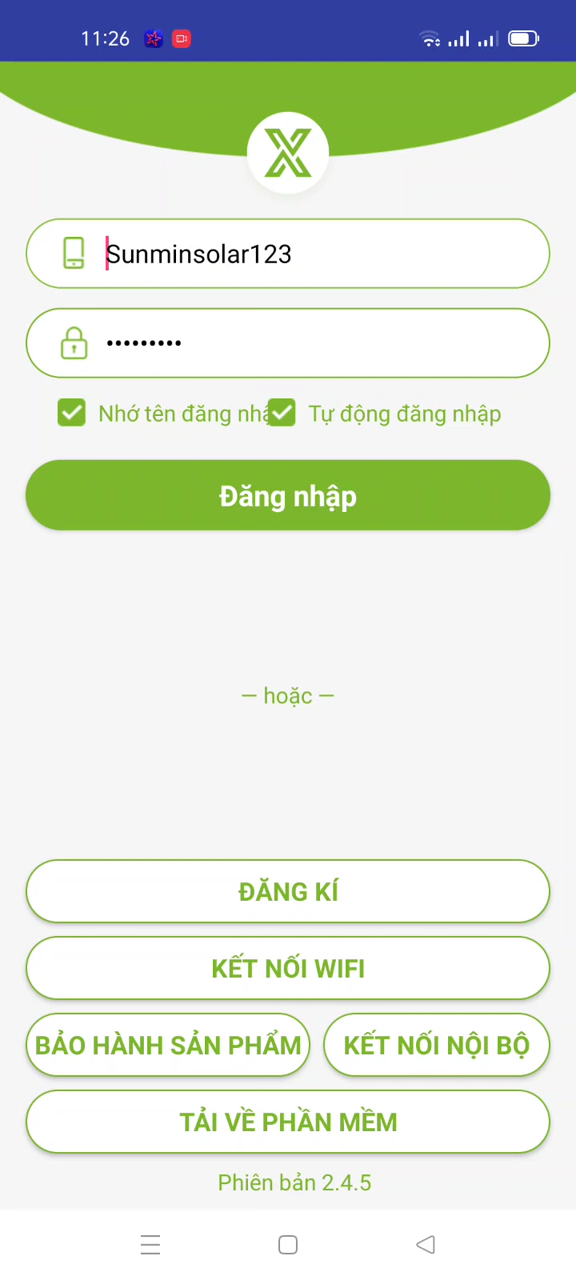 11:26
Sunminsolar123
•••••••••
Nhớ tên đăng nhậ
Tự động đăng nhập
Đăng nhập
— hoặc —
ĐĂNG KÍ
KẾT NỐI WIFI
BẢO HÀNH SẢN PHẨM
KẾT NỐI NỘI BỘ
TẢI VỀ PHẦN MỀM
Phiên bản 2.4.5